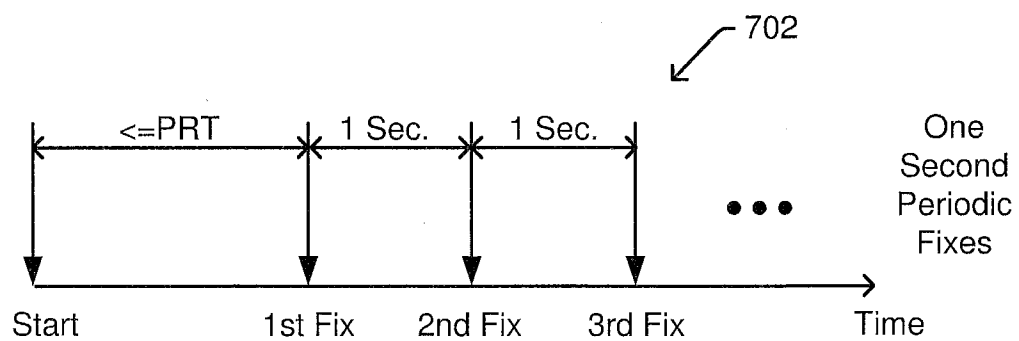 702
<=PRT
1 Sec.
1 Sec.
One
Second
Periodic
Fixes
Start
1st Fix
2nd Fix
3rd Fix
Time